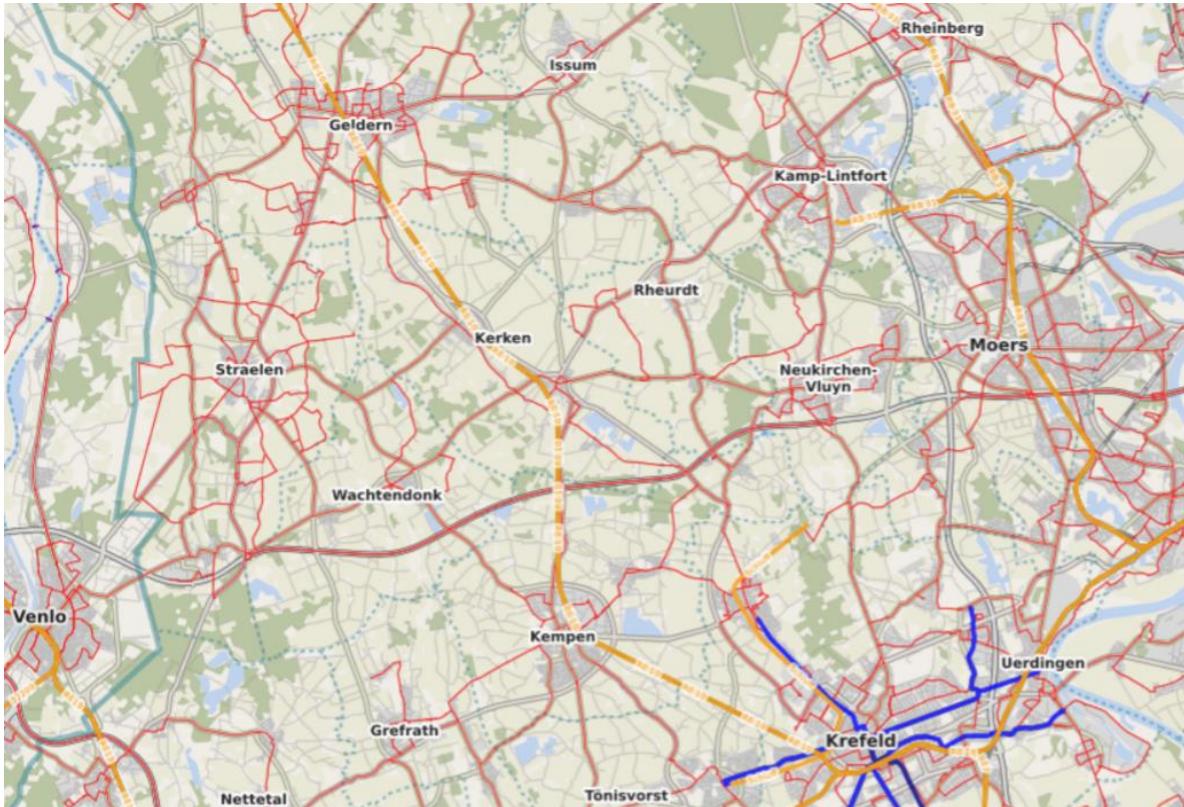 Rheinberg
Issum
Geldern
Kamp-Lintfort
Rheurdt
Kerken
Moers
Straelen
Neukirchen-
Vluyn
Wachtendonk
Venlo
Kempen
Uerdingen
Grefrath
Krefeld
Nettetal
Tönisvorst